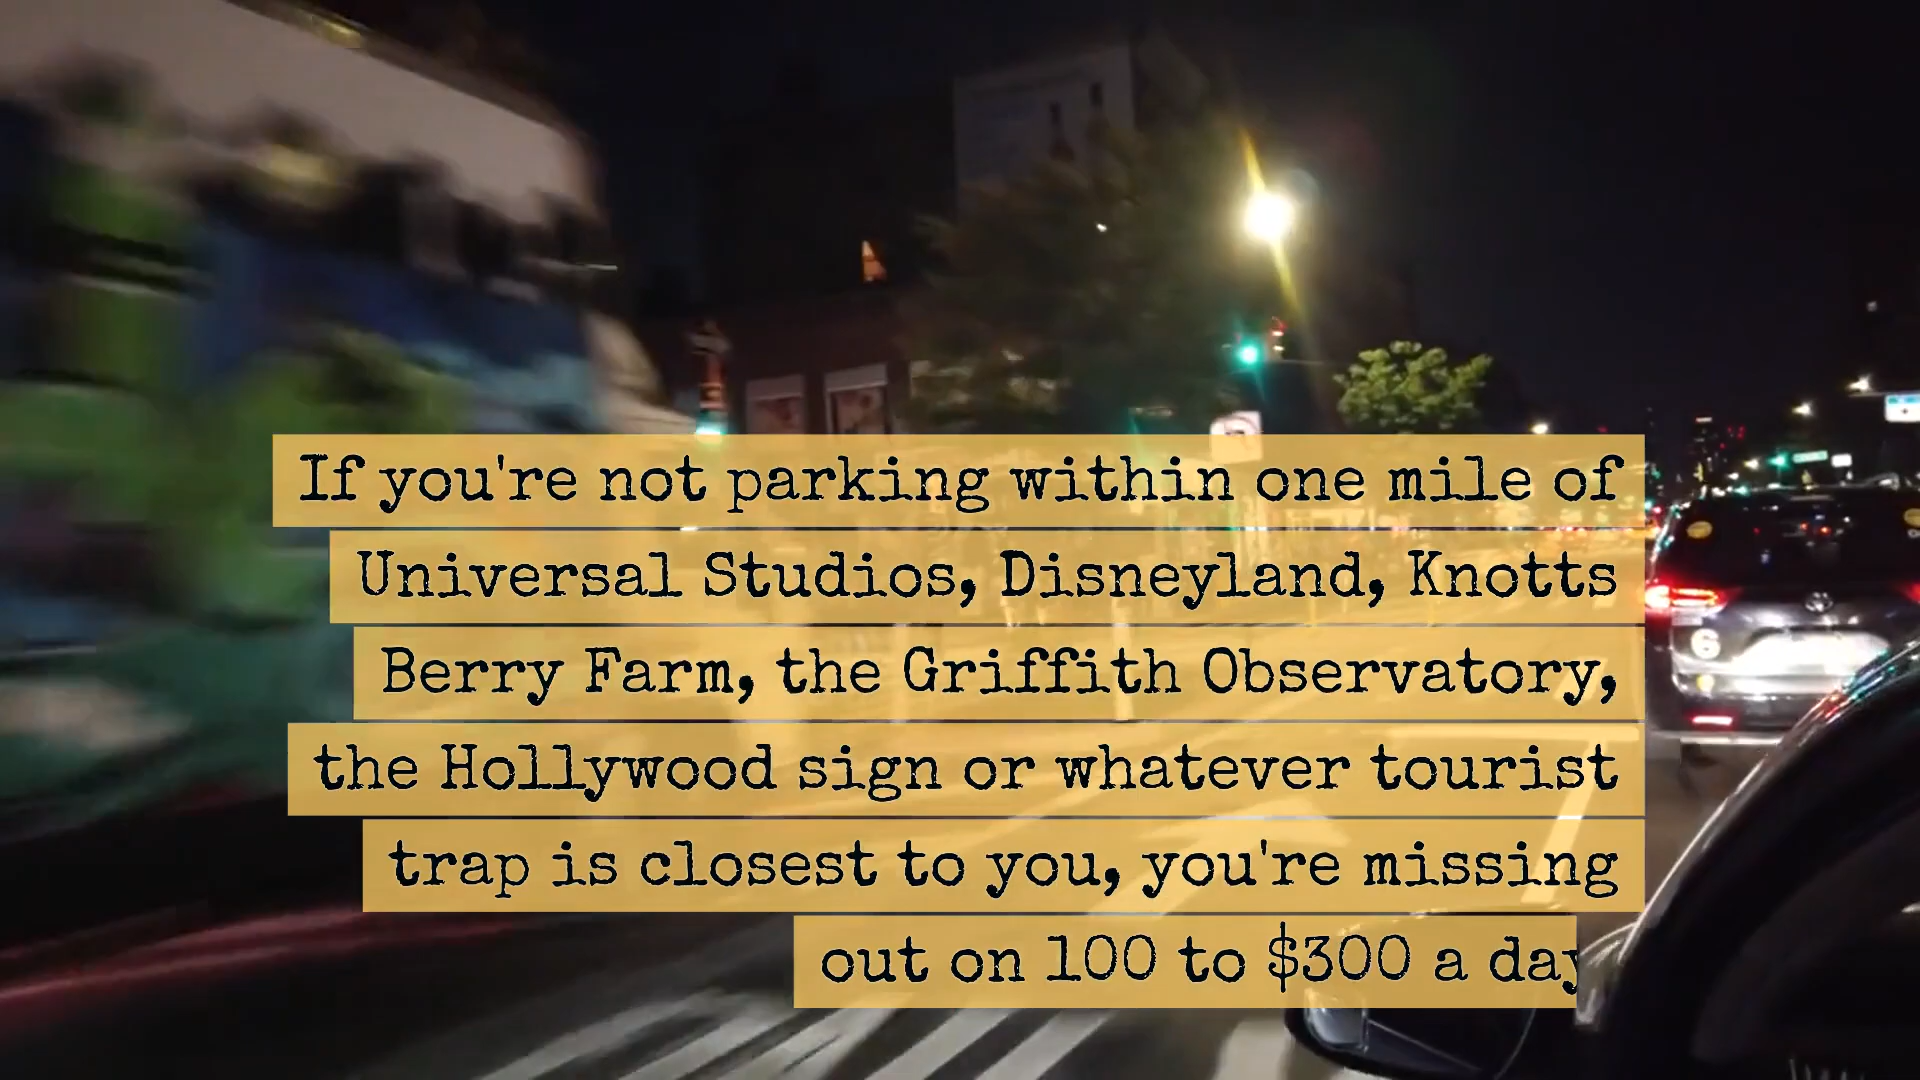 If you're not parking within one mile of
Universal Studios, Disneyland, Knotts
Berry Farm, the Griffith Observatory,
the Hollywood sign or whatever tourist
trap is closest to you, you're missing
out on 100 to $300 a day